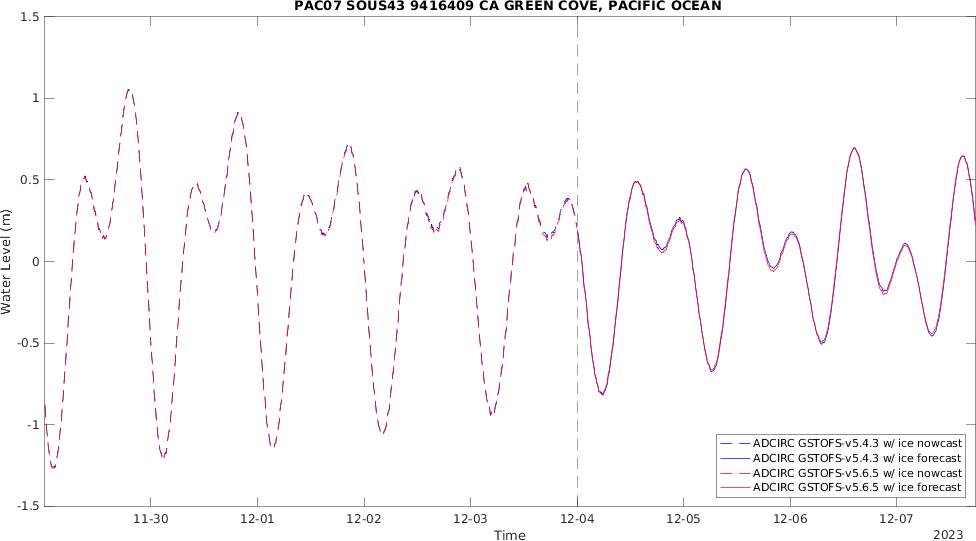 PAC07 SOUS43 9416409 CA GREEN COVE, PACIFIC OCEAN
1.5
1
0.5
0
-0.5
-1
-1.5
Water Level (m)
ADCIRC GSTOFS-v5.4.3 w/ ice nowcast
ADCIRC GSTOFS-v5.4.3 w/ ice forecast
ADCIRC GSTOFS-v5.6.5 w/ ice nowcast
ADCIRC GSTOFS-v5.6.5 w/ ice forecast
11-30 12-01 12-02 12-03 12-04 12-05 12-06 12-07
Time
2023